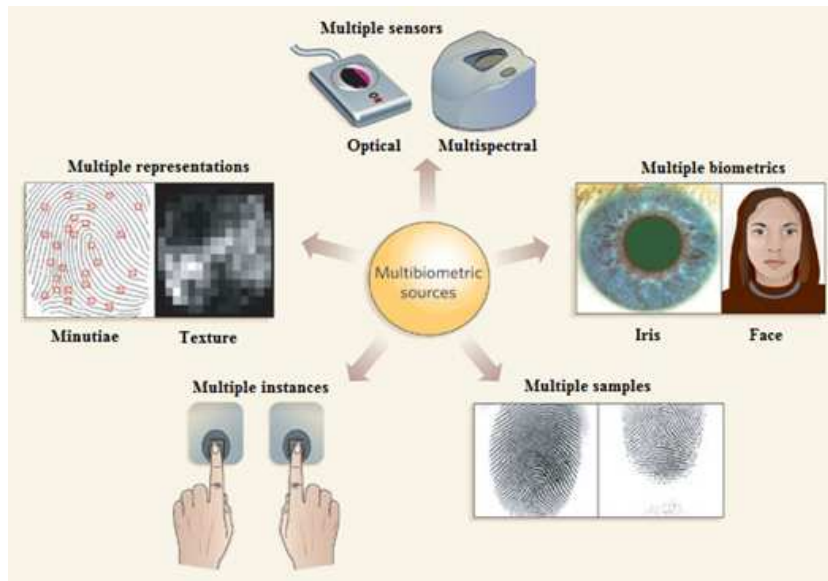 Multiple sensors
Optical
Multispectral
Multiple representations
Minutiae
Texture
Multiple biometrics
Iris
Face
Multibiometric
sources
Multiple instances
Multiple samples